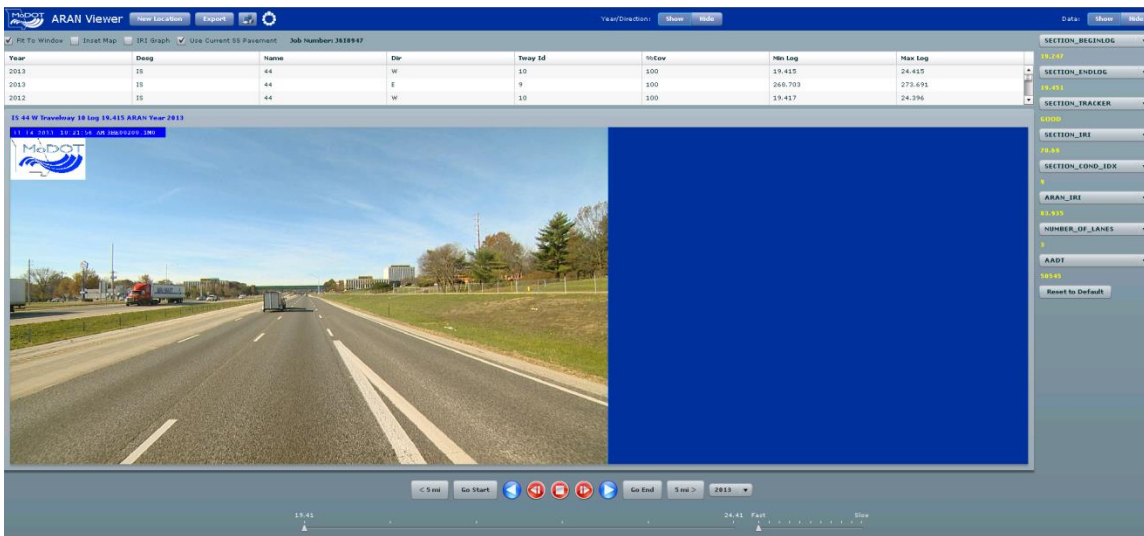 MoDOT ARAN Viewer New Location Export Year/Direction: Show Hide Data: Show Hide
Fit To Window Inset Map IRI Graph Use Current SS Pavement Job Number: J6I0947
Year Desg Name Dir Tway Id %Cov Min Log Max Log
2013 IS 44 W 10 100 19.415 24.415
2013 IS 44 E 9 100 268.703 273.691
2012 IS 44 W 10 100 19.417 24.396
IS 44 W Travelway 10 Log 19.415 ARAN Year 2013
MoDOT
SECTION_BEGINLOG
19.247
SECTION_ENDLOG
19.451
SECTION_TRACKER
GOOD
SECTION_IRI
70.69
SECTION_COND_IDX
9
ARAN_IRI
83.935
NUMBER_OF_LANES
3
AADT
50545
Reset to Default
< 5 mi Go Start Go End 5 mi > 2013
19.41 24.41 Fast Slow